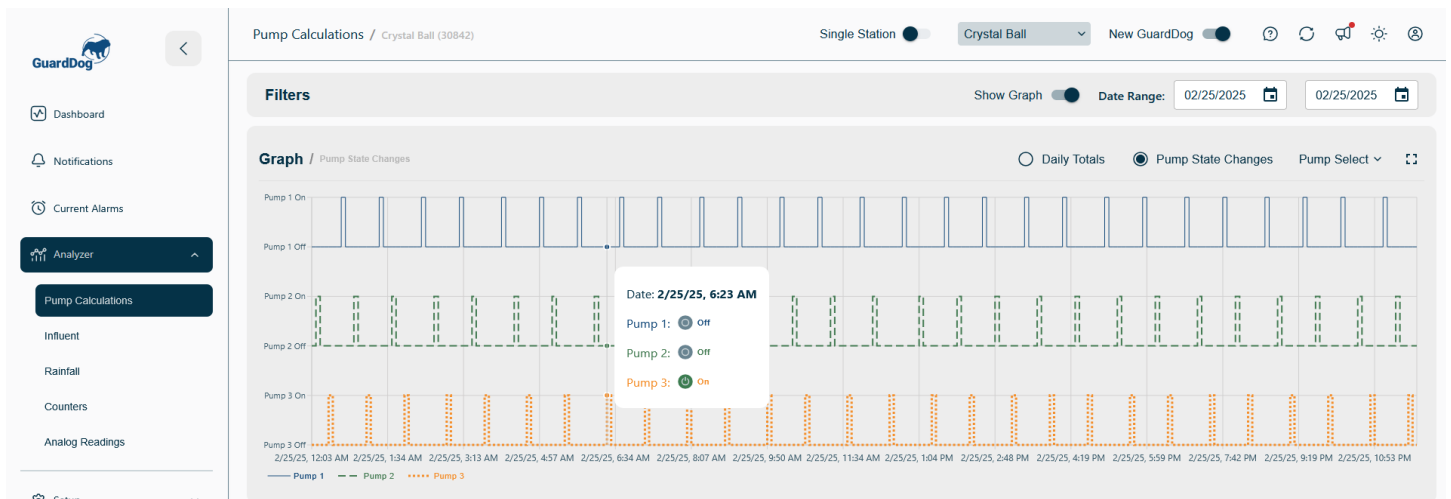 GuardDog
Pump Calculations / Crystal Ball (30842)
Single Station
Crystal Ball
New GuardDog
Dashboard
Notifications
Current Alarms
Analyzer
Pump Calculations
Influent
Rainfall
Counters
Analog Readings
Filters
Show Graph
Date Range:
02/25/2025
02/25/2025
Graph / Pump State Changes
Daily Totals
Pump State Changes
Pump Select
Pump 1 On
Pump 1 Off
Pump 2 On
Pump 2 Off
Pump 3 On
Pump 3 Off
Date: 2/25/25, 6:23 AM
Pump 1: Off
Pump 2: Off
Pump 3: On
2/25/25, 12:03 AM 2/25/25, 1:34 AM 2/25/25, 3:13 AM 2/25/25, 4:57 AM 2/25/25, 6:34 AM 2/25/25, 8:07 AM 2/25/25, 9:50 AM 2/25/25, 11:34 AM 2/25/25, 1:04 PM 2/25/25, 2:48 PM 2/25/25, 4:19 PM 2/25/25, 5:59 PM 2/25/25, 7:42 PM 2/25/25, 9:19 PM 2/25/25, 10:53 PM
Pump 1 Pump 2 Pump 3